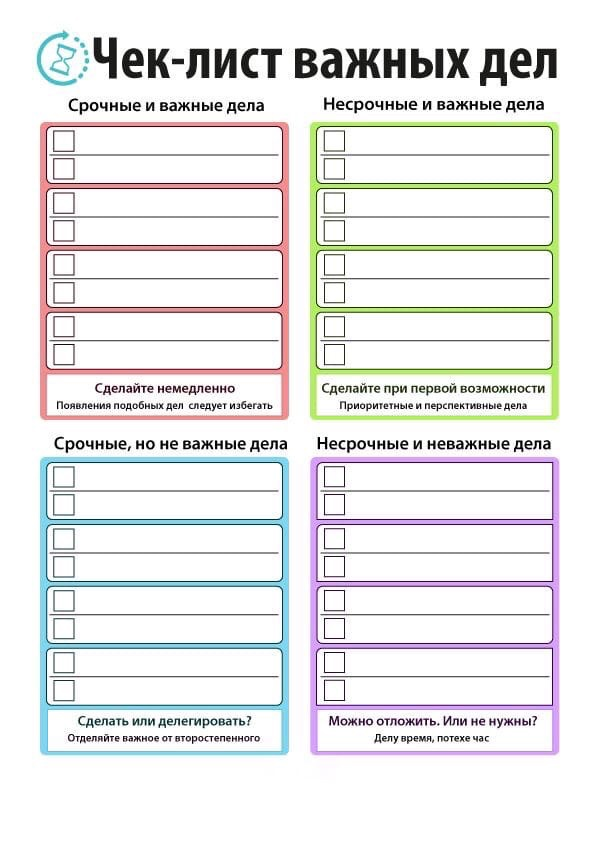 Чек-лист важных дел
Срочные и важные дела
Сделайте немедленно
Появления подобных дел следует избегать
Несрочные и важные дела
Сделайте при первой возможности
Приоритетные и перспективные дела
Срочные, но не важные дела
Сделать или делегировать?
Отделяйте важное от второстепенного
Несрочные и неважные дела
Можно отложить. Или не нужны?
Делу время, потехе час